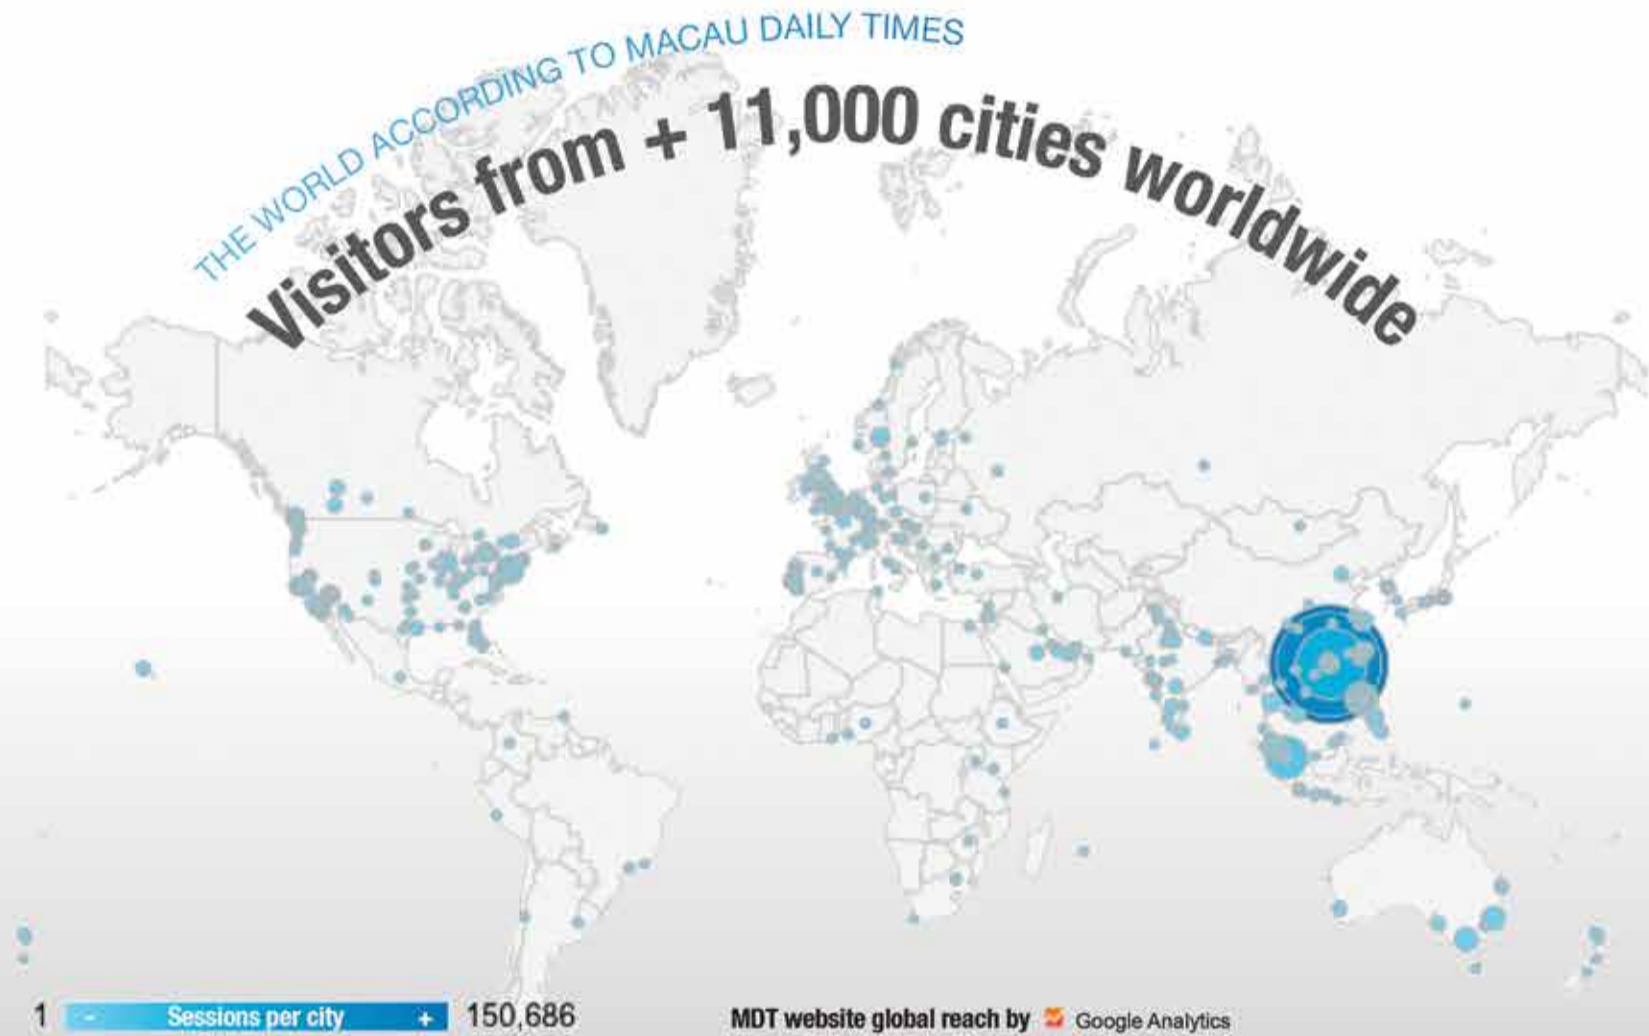 THE WORLD ACCORDING TO MACAU DAILY TIMES
Visitors from + 11,000 cities worldwide
1 - Sessions per city + 150,686
MDT website global reach by Google Analytics